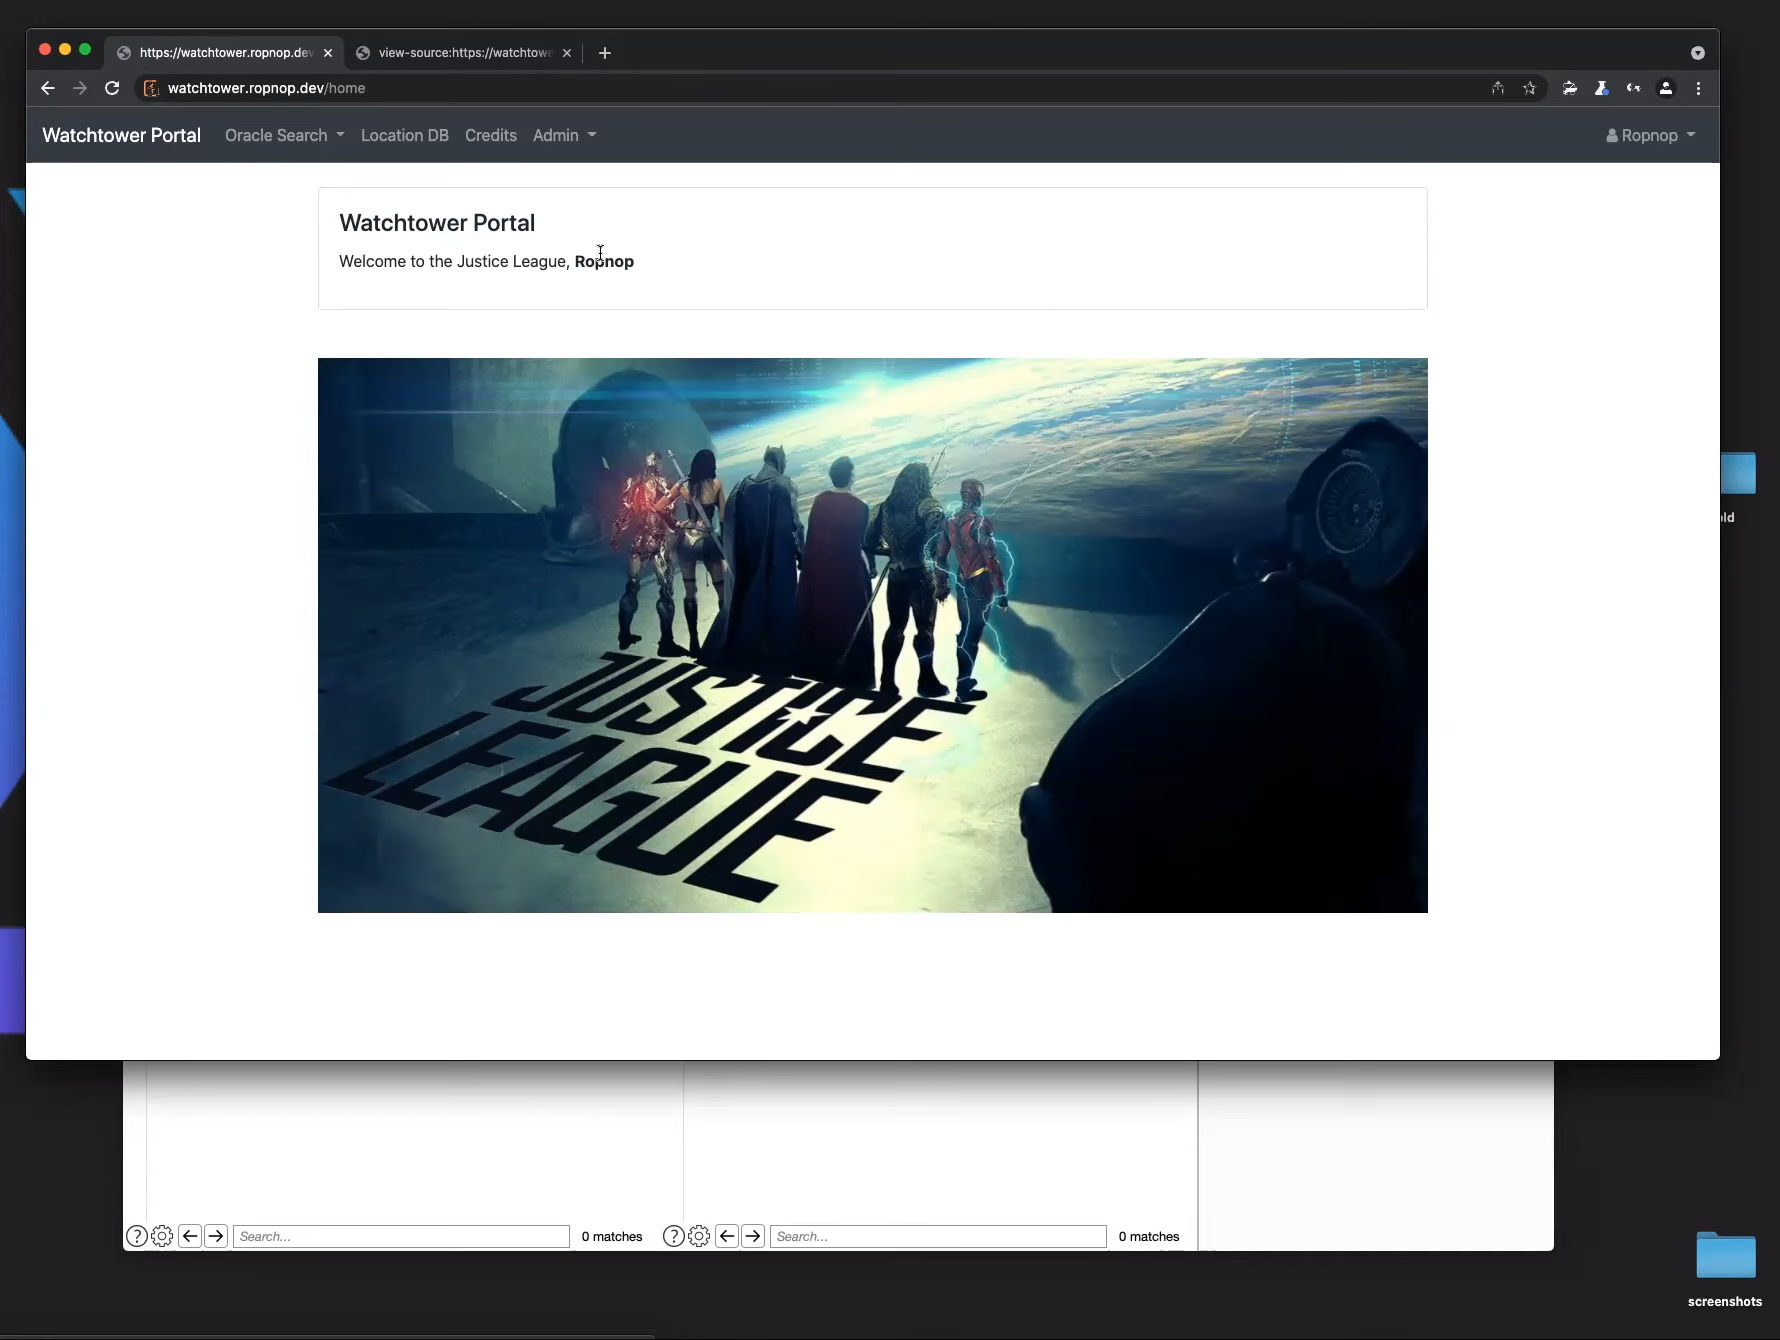 https://watchtower.ropnop.dev
view-source:https://watchtowe
watchtower.ropnop.dev/home
Watchtower Portal
Oracle Search
Location DB
Credits
Admin
Ropnop
Watchtower Portal
Welcome to the Justice League, Ropnop
JUSTICE
LEAGUE
ld
Search...
0 matches
Search...
0 matches
screenshots